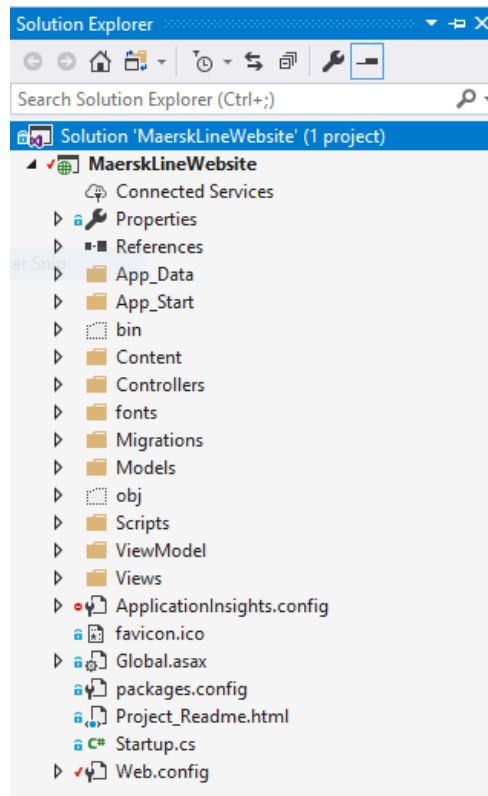 Solution Explorer
Search Solution Explorer (Ctrl+;)
Solution 'MaerskLineWebsite' (1 project)
MaerskLineWebsite
Connected Services
Properties
References
App_Data
App_Start
bin
Content
Controllers
fonts
Migrations
Models
obj
Scripts
ViewModel
Views
ApplicationInsights.config
favicon.ico
Global.asax
packages.config
Project_Readme.html
C# Startup.cs
Web.config